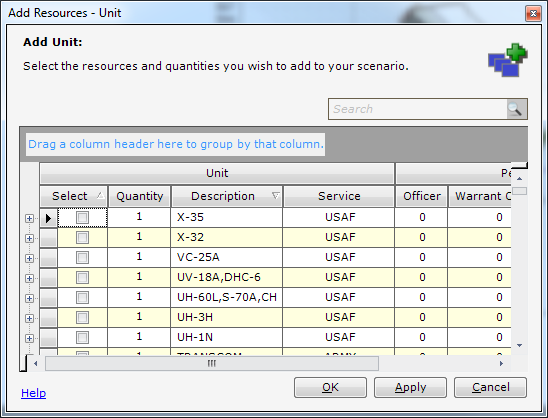 Add Resources - Unit
Add Unit:
Select the resources and quantities you wish to add to your scenario.
Search
Drag a column header here to group by that column.
Unit Pe
Select Quantity Description Service Officer Warrant O
1 X-35 USAF 0 0
1 X-32 USAF 0 0
1 VC-25A USAF 0 0
1 UV-18A,DHC-6 USAF 0 0
1 UH-60L,S-70A,CH USAF 0 0
1 UH-3H USAF 0 0
1 UH-1N USAF 0 0
1 TRANSCOM ARMY 0 0
Help OK Apply Cancel